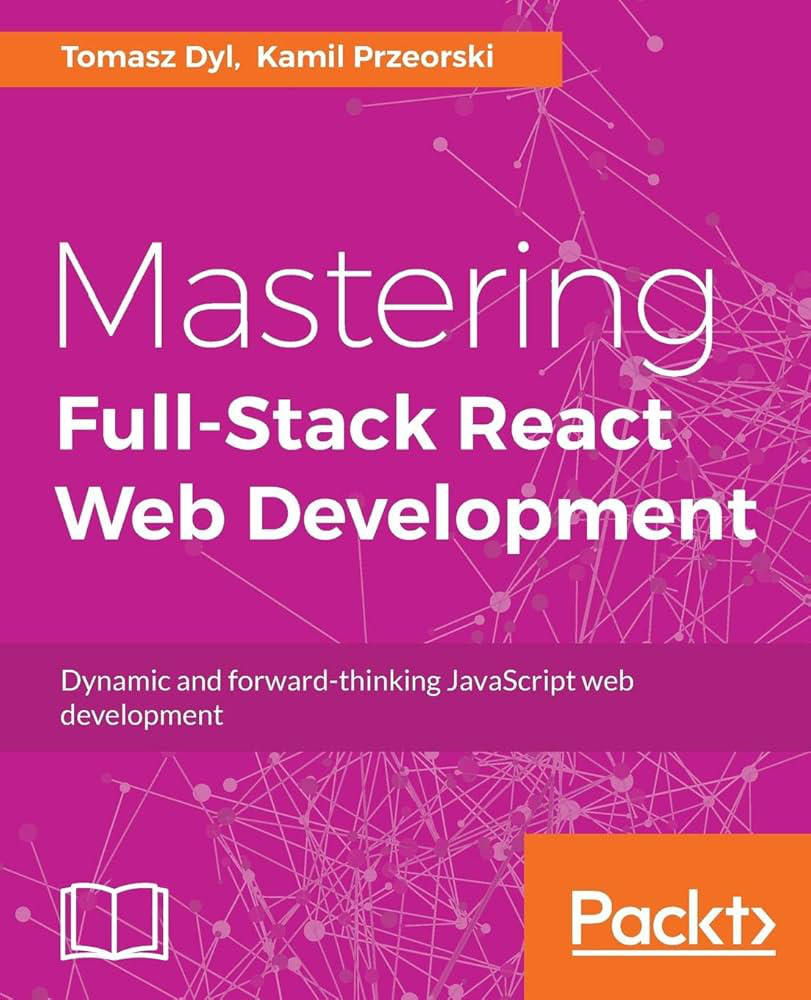 Tomasz Dyl,  Kamil Przeorski
Mastering
Full-Stack React
Web Development
Dynamic and forward-thinking JavaScript web
development
Packt>